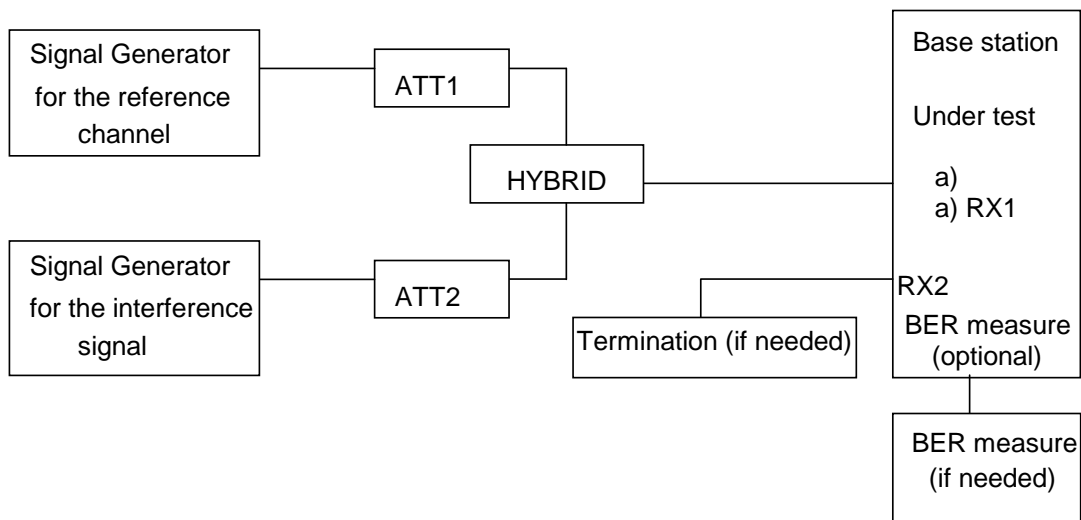 Signal Generator
for the reference
channel
ATT1
HYBRID
Signal Generator
for the interference
signal
ATT2
Termination (if needed)
Base station
Under test
a)
a) RX1
RX2
BER measure
(optional)
BER measure
(if needed)